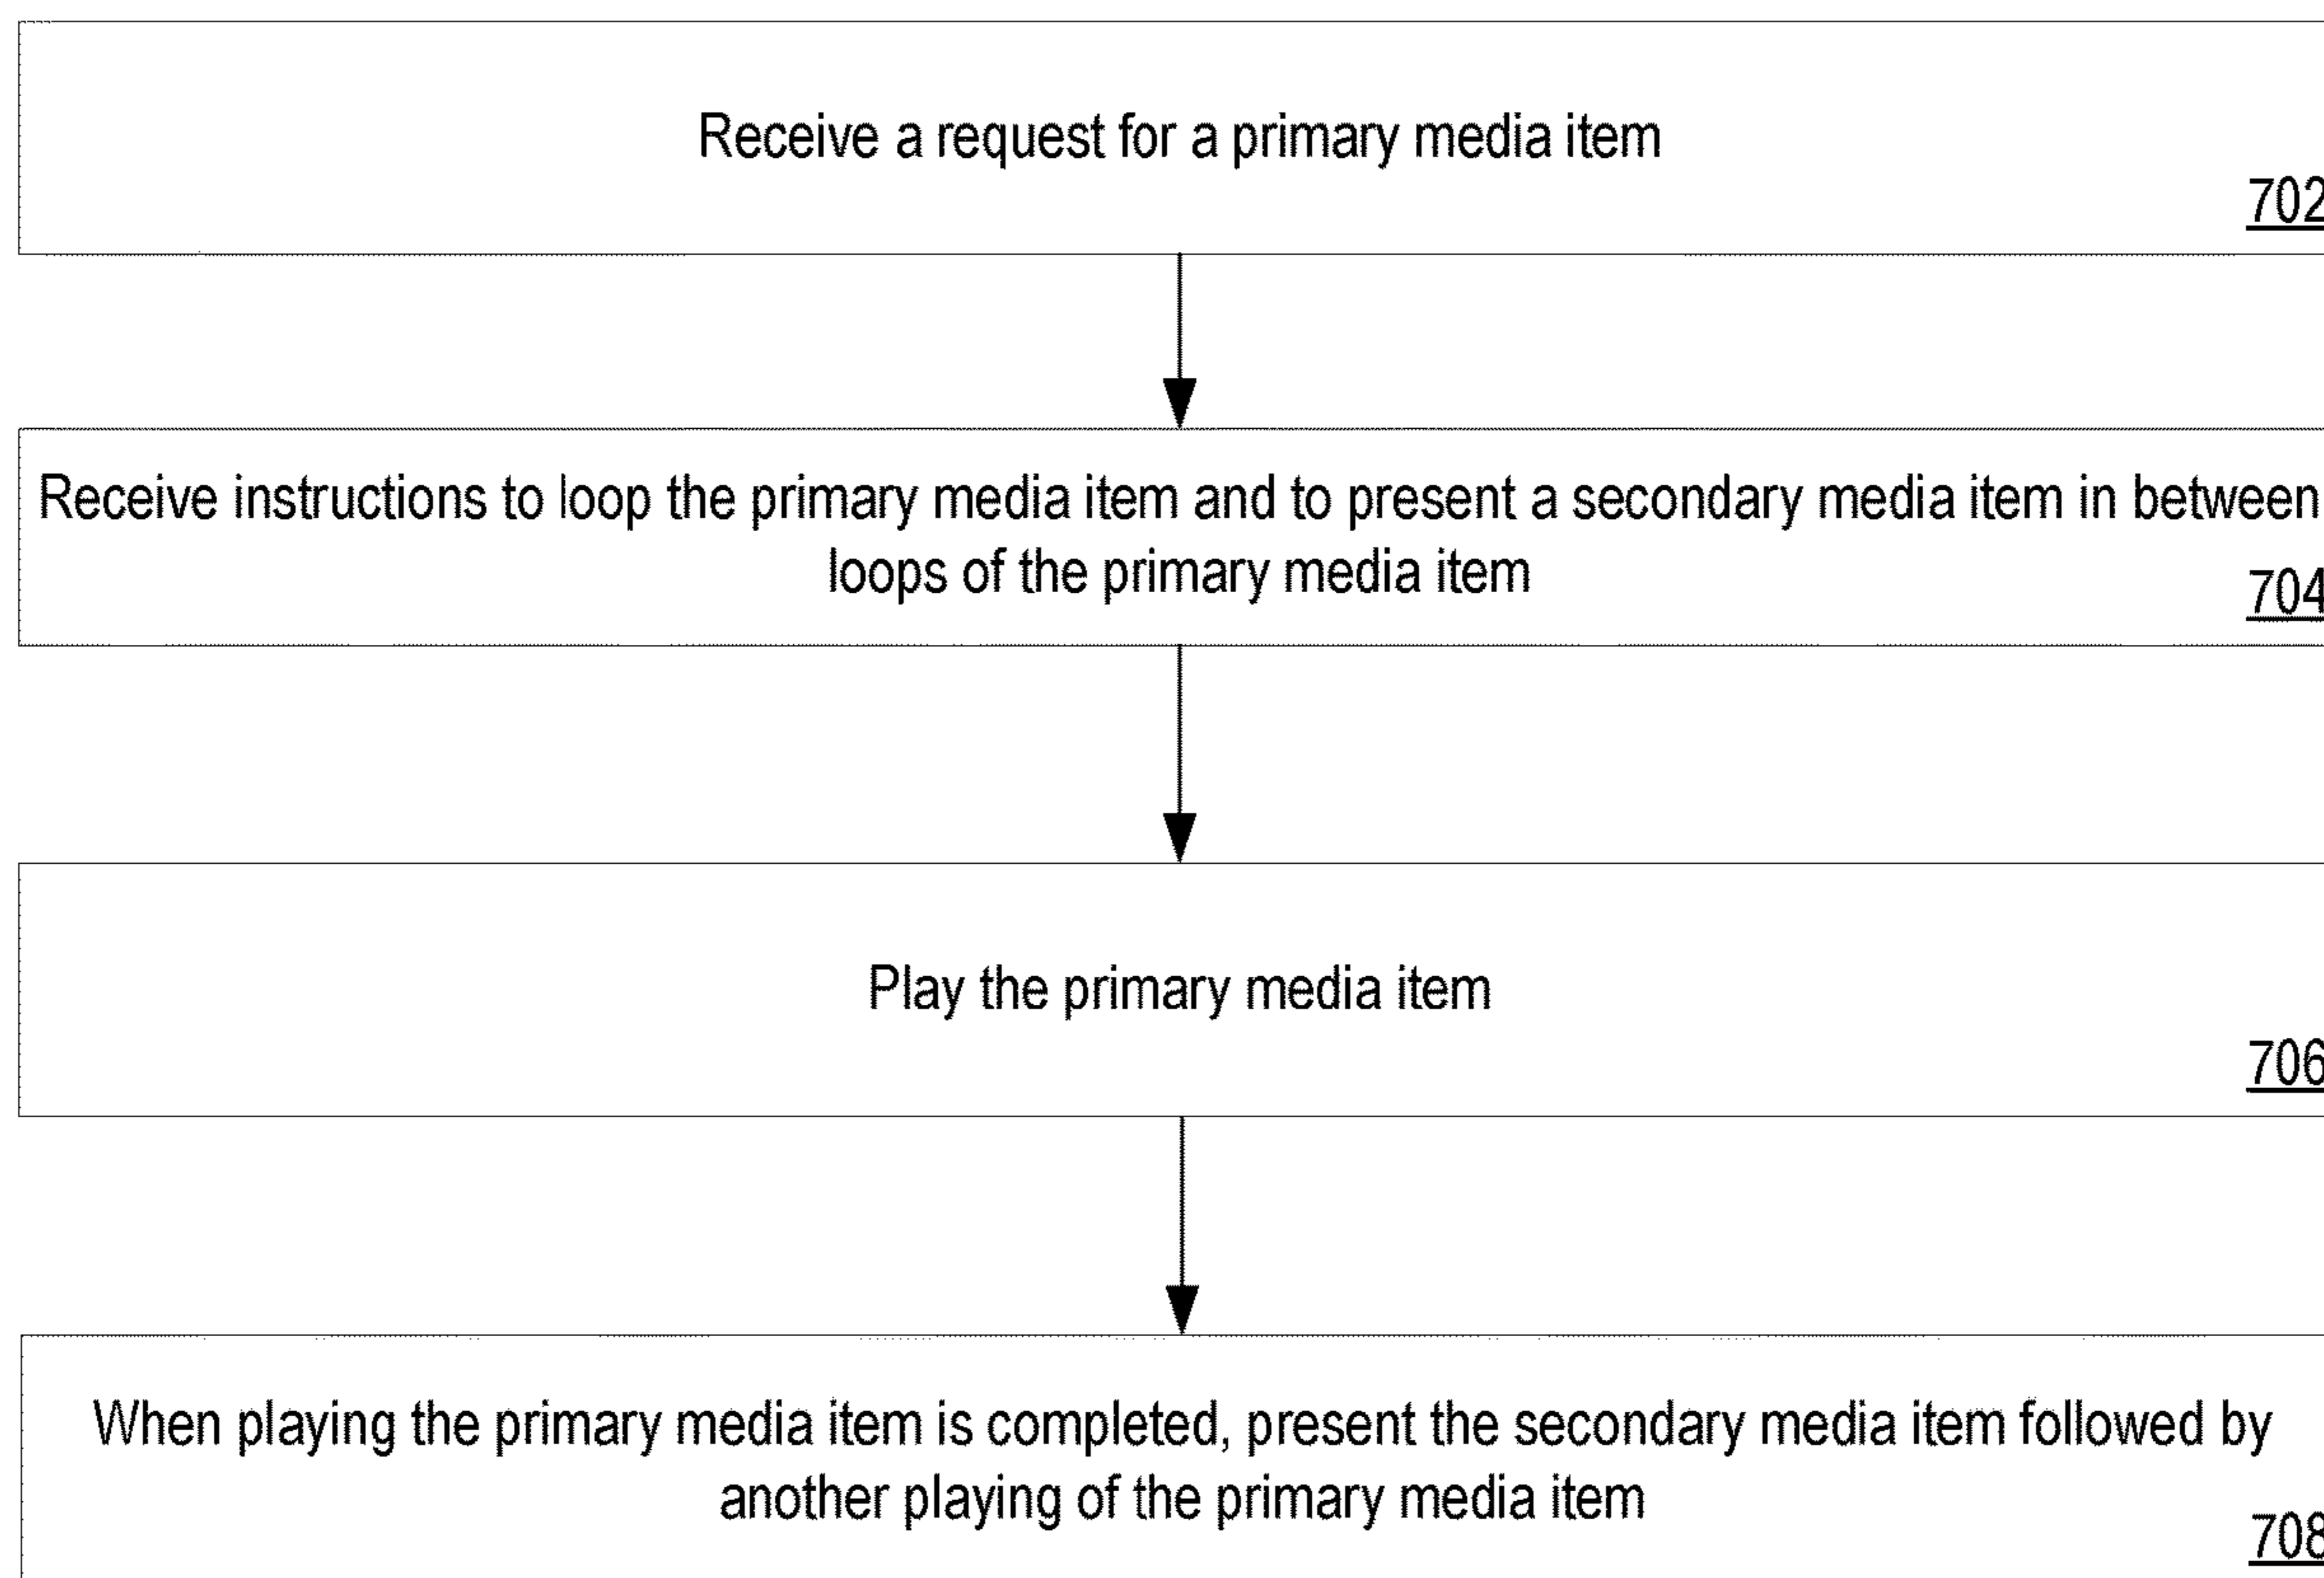 Receive a request for a primary media item
702
Receive instructions to loop the primary media item and to present a secondary media item in between
loops of the primary media item
704
Play the primary media item
706
When playing the primary media item is completed, present the secondary media item followed by
another playing of the primary media item
708